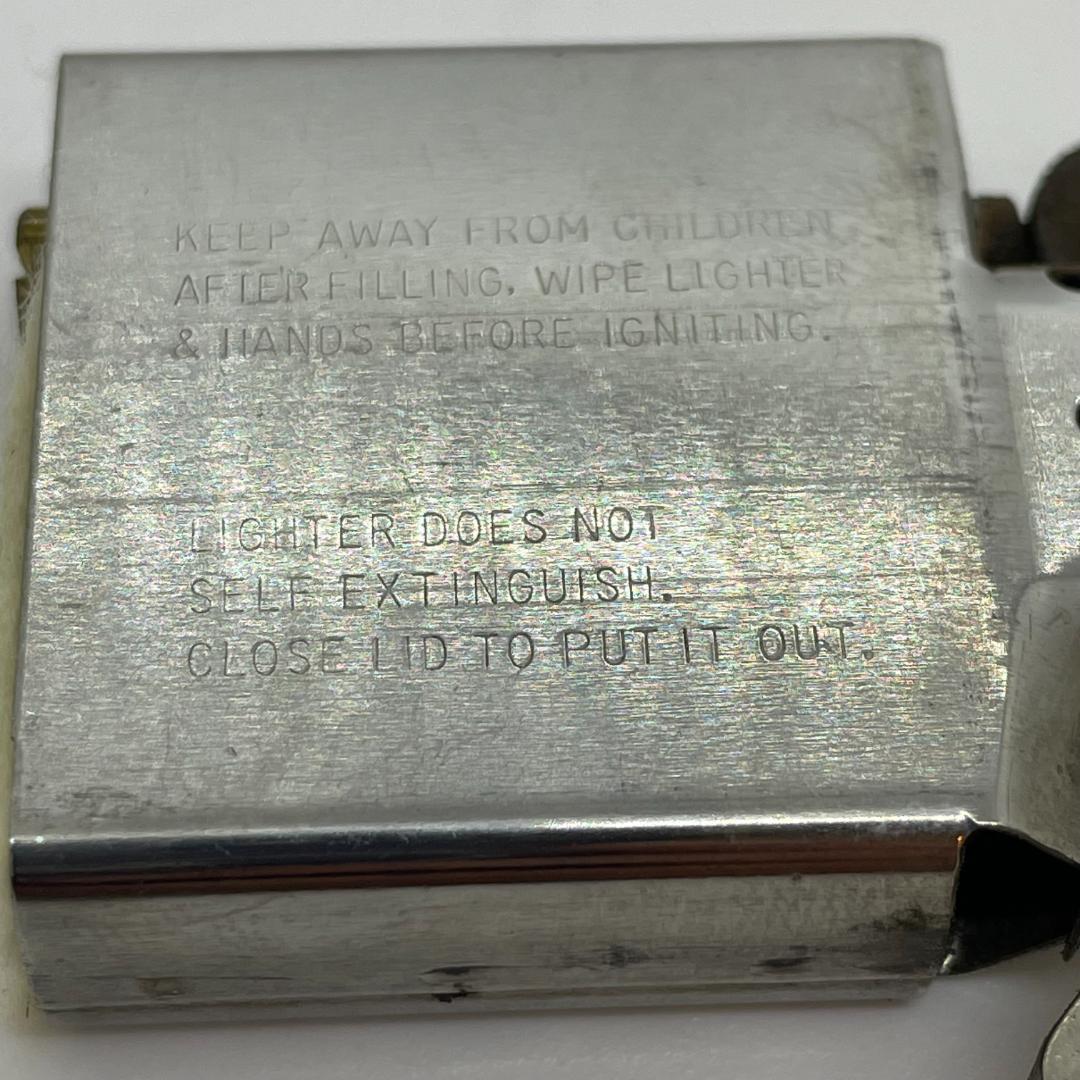 KEEP AWAY FROM CHILDREN.
AFTER FILLING, WIPE LIGHTER
& HANDS BEFORE IGNITING.
LIGHTER DOES NOT
SELF EXTINGUISH.
CLOSE LID TO PUT IT OUT.